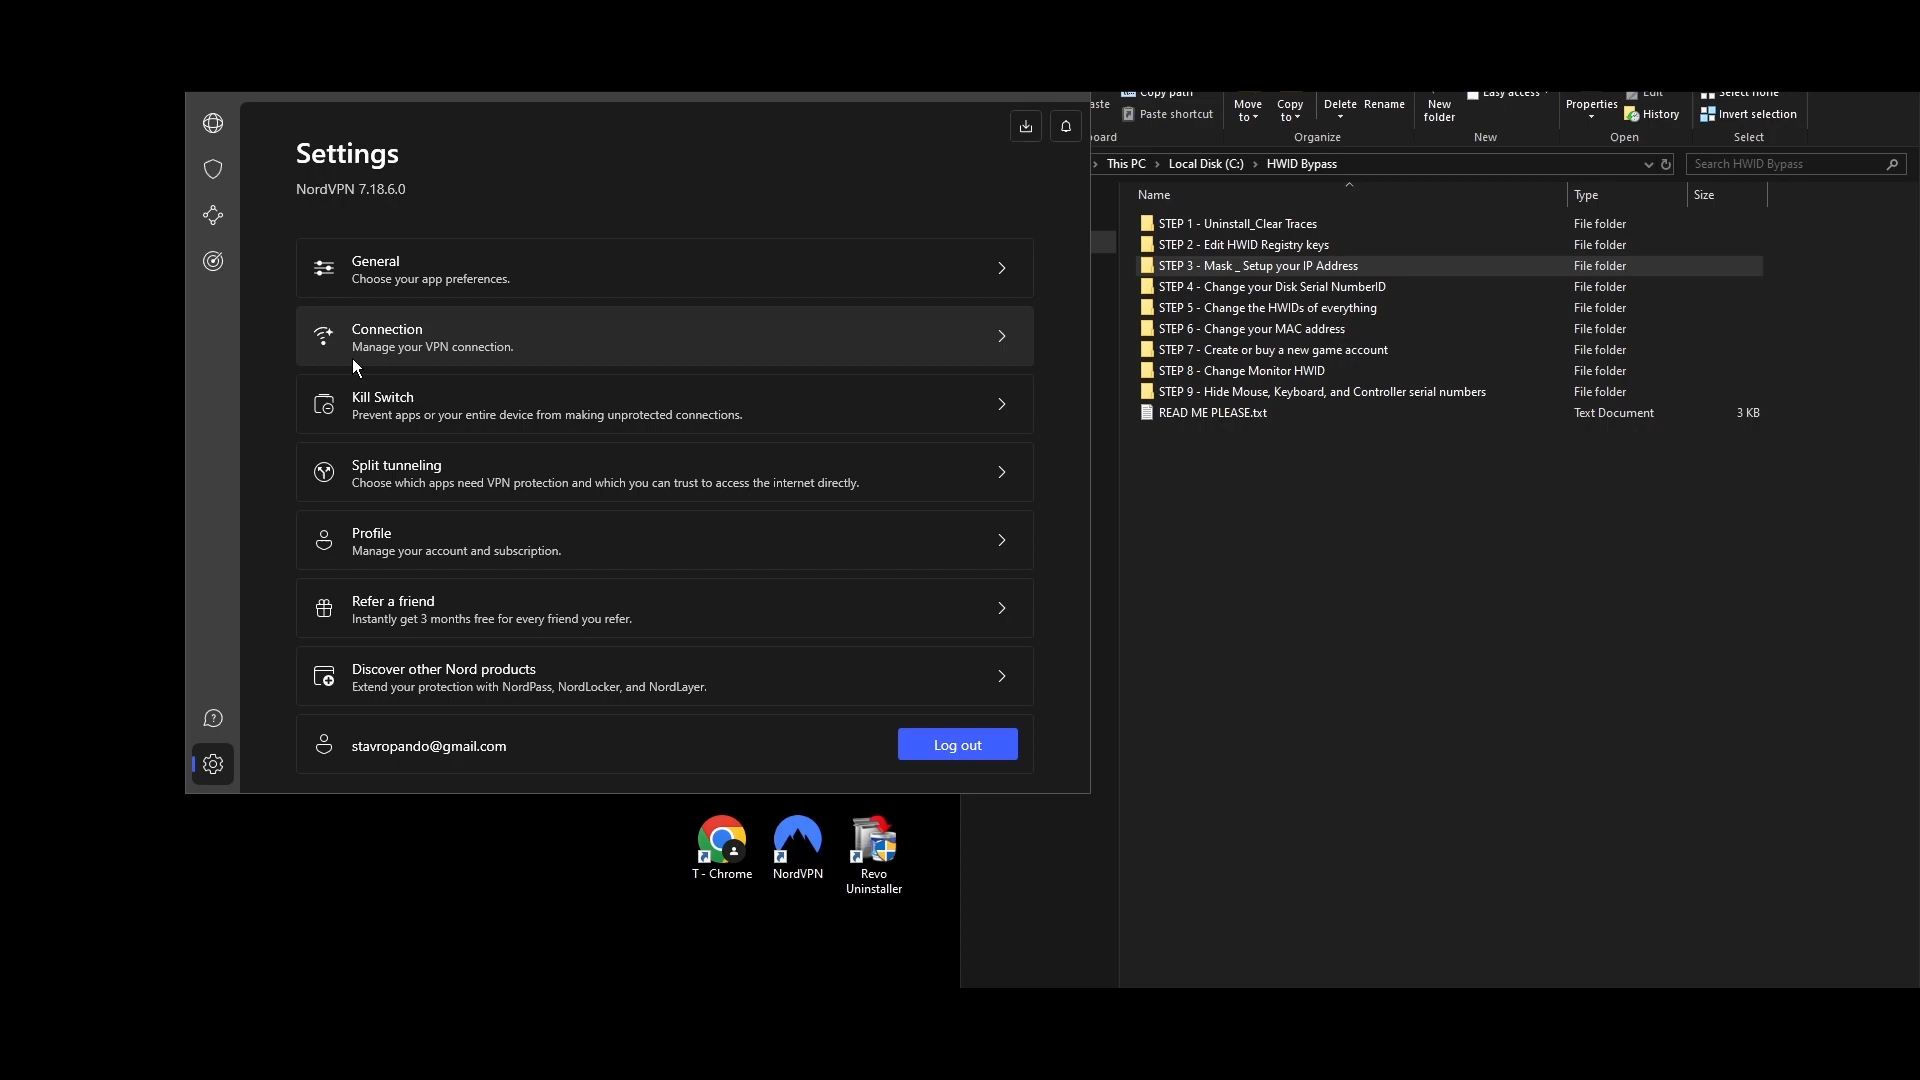 Settings
NordVPN 7.18.6.0
General
Choose your app preferences.
Connection
Manage your VPN connection.
Kill Switch
Prevent apps or your entire device from making unprotected connections.
Split tunneling
Choose which apps need VPN protection and which you can trust to access the internet directly.
Profile
Manage your account and subscription.
Refer a friend
Instantly get 3 months free for every friend you refer.
Discover other Nord products
Extend your protection with NordPass, NordLocker, and NordLayer.
stavropando@gmail.com
Log out
T - Chrome
NordVPN
Revo
Uninstaller
Copy path
Easy access
Edit
Select none
aste
Paste shortcut
Move
to
Copy
to
Delete
Rename
New
folder
Properties
History
Invert selection
oard
Organize
New
Open
Select
This PC > Local Disk (C:) > HWID Bypass
Search HWID Bypass
Name Type Size
STEP 1 - Uninstall_Clear Traces File folder
STEP 2 - Edit HWID Registry keys File folder
STEP 3 - Mask _ Setup your IP Address File folder
STEP 4 - Change your Disk Serial NumberID File folder
STEP 5 - Change the HWIDs of everything File folder
STEP 6 - Change your MAC address File folder
STEP 7 - Create or buy a new game account File folder
STEP 8 - Change Monitor HWID File folder
STEP 9 - Hide Mouse, Keyboard, and Controller serial numbers File folder
READ ME PLEASE.txt Text Document 3 KB